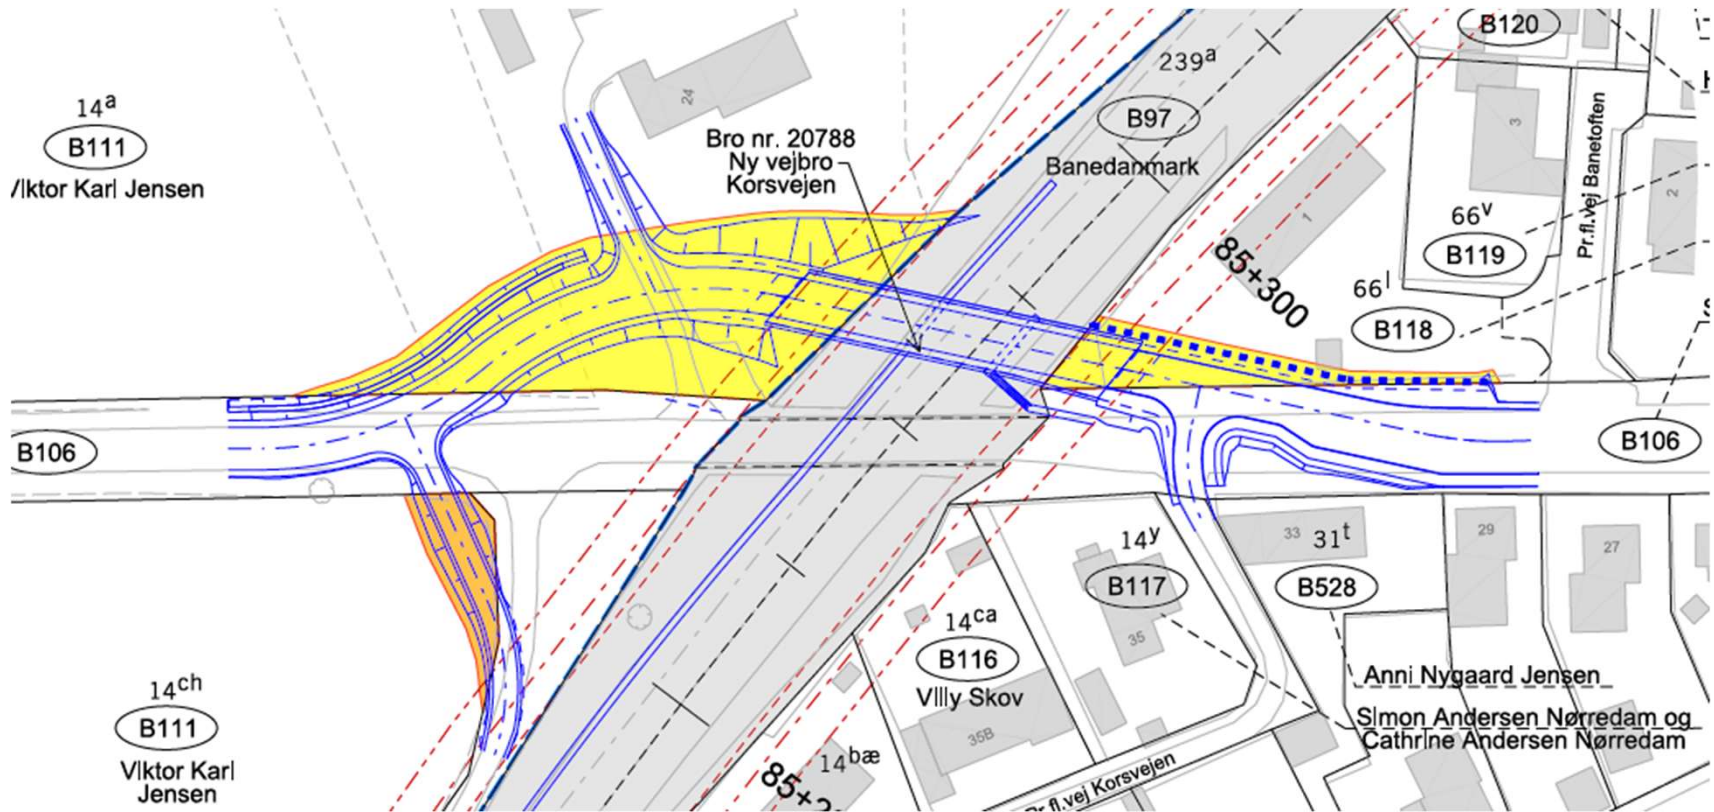 B120
239ᵃ
14ᵃ
B111
Viktor Karl Jensen
24
B97
Banedanmark
Bro nr. 20788
Ny vejbro
Korsvejen
3
Pr.fl.vej Banetoften
2
1
66ᵛ
B119
85+300
66ˡ
B118
B106
B106
14ʸ
B117
35
33
31ᵗ
B528
29
27
14ᶜᵃ
B116
Villy Skov
35B
14ᶜʰ
B111
Viktor Karl
Jensen
Anni Nygaard Jensen
Simon Andersen Nørredam og
Cathrine Andersen Nørredam
14ᵇᵆ
Pr.fl.vej Korsvejen